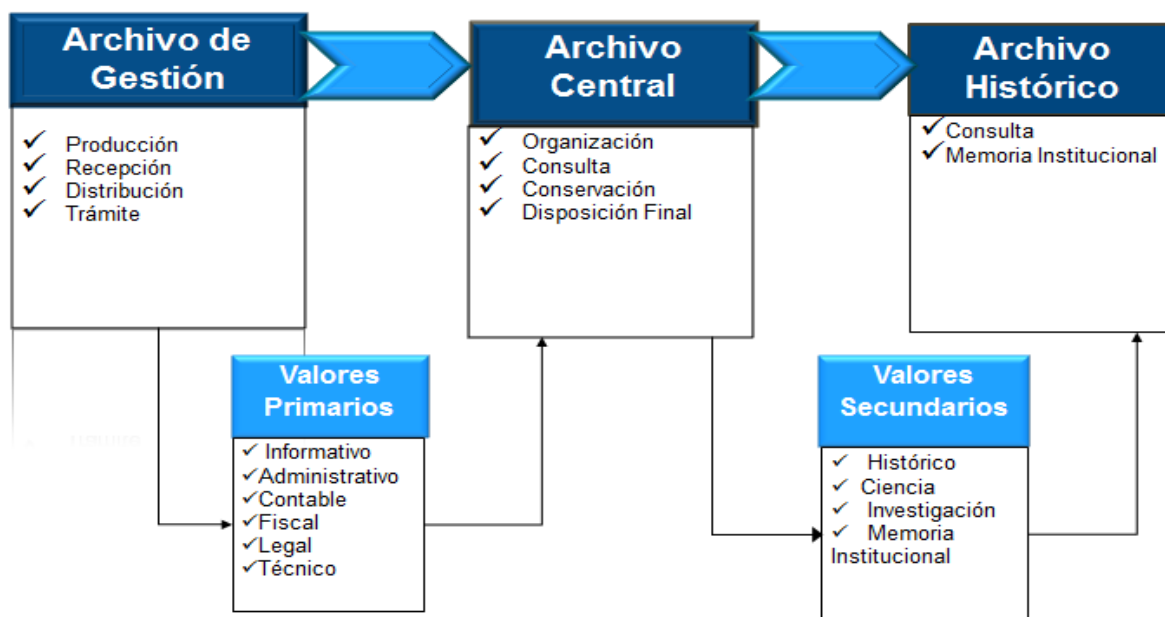 Archivo de
Gestión
Producción
Recepción
Distribución
Trámite
Archivo
Central
Organización
Consulta
Conservación
Disposición Final
Archivo
Histórico
Consulta
Memoria Institucional
Valores
Primarios
Informativo
Administrativo
Contable
Fiscal
Legal
Técnico
Valores
Secundarios
Histórico
Ciencia
Investigación
Memoria
Institucional